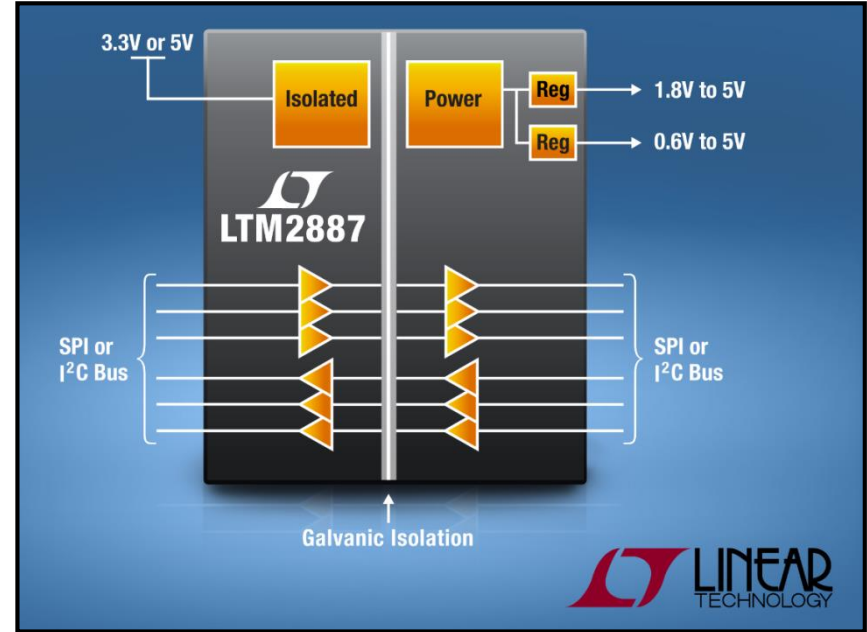 3.3V or 5V
Isolated
Power
Reg
1.8V to 5V
Reg
0.6V to 5V
LTM2887
SPI or
I²C Bus
SPI or
I²C Bus
Galvanic Isolation
LINEAR
TECHNOLOGY